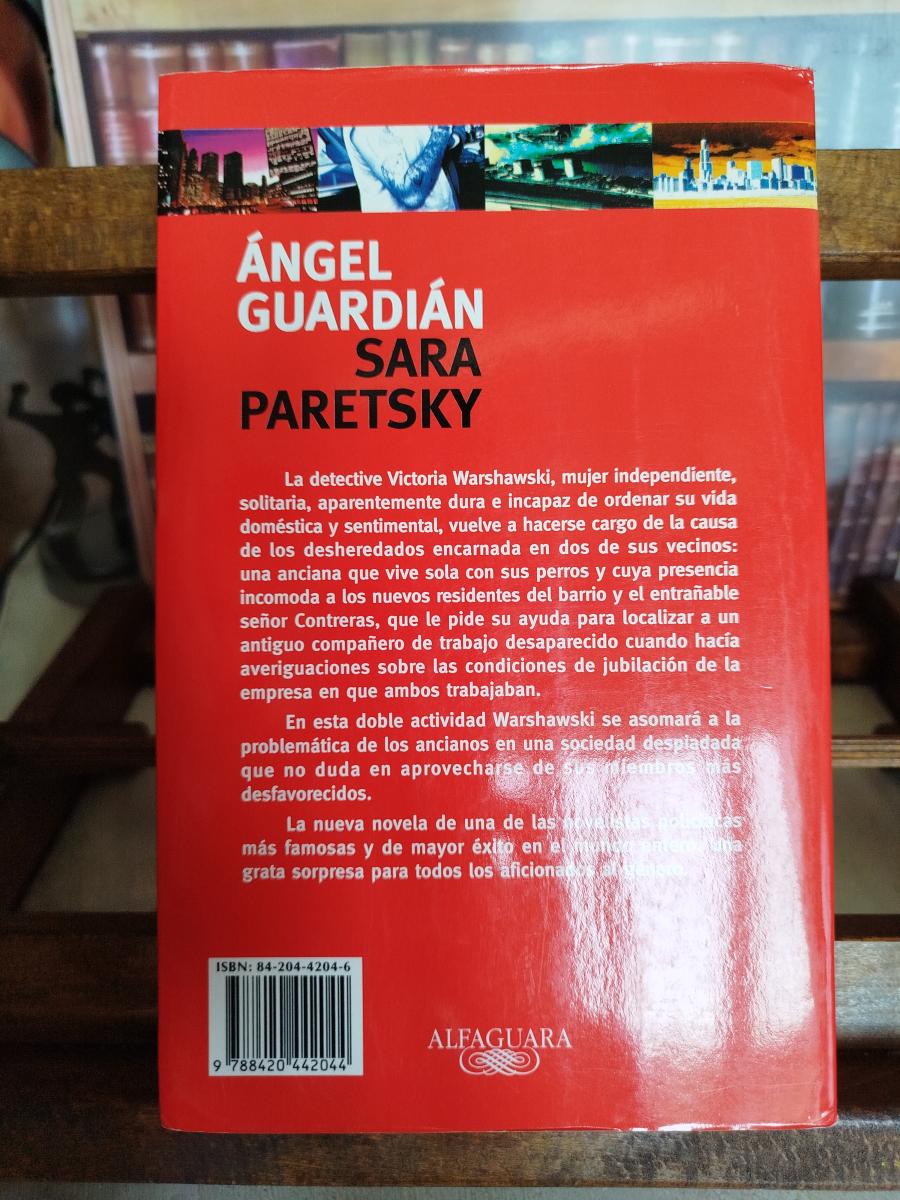 ÁNGEL
GUARDIÁN
SARA
PARETSKY
La detective Victoria Warshawski, mujer independiente,
solitaria, aparentemente dura e incapaz de ordenar su vida
doméstica y sentimental, vuelve a hacerse cargo de la causa
de los desheredados encarnada en dos de sus vecinos:
una anciana que vive sola con sus perros y cuya presencia
incomoda a los nuevos residentes del barrio y el entrañable
señor Contreras, que le pide su ayuda para localizar a un
antiguo compañero de trabajo desaparecido cuando hacía
averiguaciones sobre las condiciones de jubilación de la
empresa en que ambos trabajaban.
En esta doble actividad Warshawski se asomará a la
problemática de los ancianos en una sociedad despiadada
que no duda en aprovecharse de sus miembros más
desfavorecidos.
La nueva novela de una de las novelistas policiacas
más famosas y de mayor éxito en el mundo entero. Una
grata sorpresa para todos los aficionados al género.
ISBN: 84-204-4204-6
9 788420 442044
ALFAGUARA